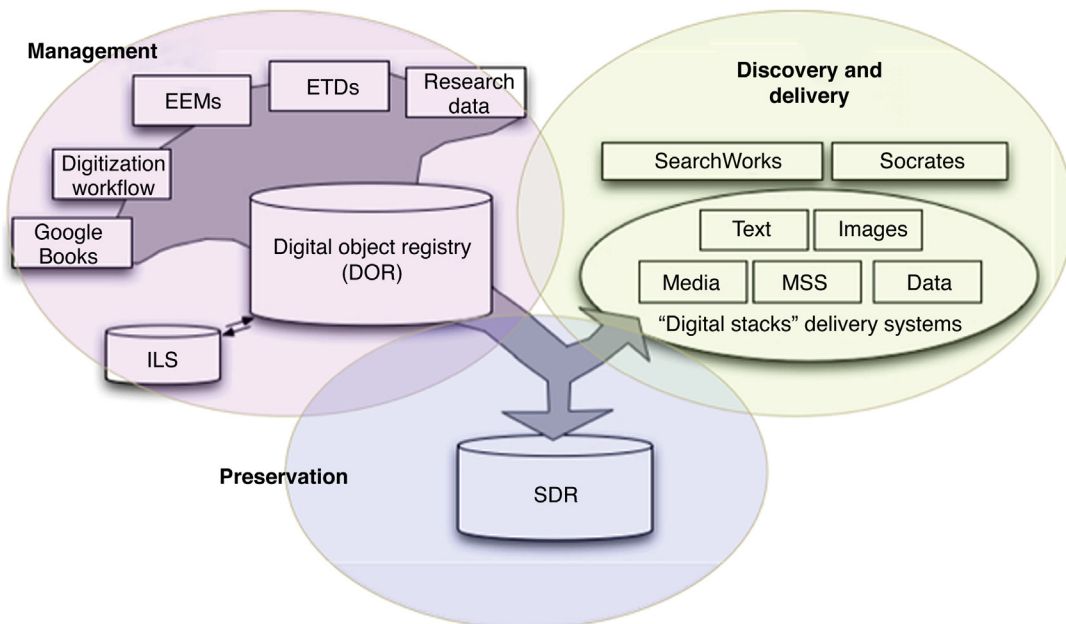 Management
EEMs
ETDs
Research
data
Digitization
workflow
Google
Books
Digital object registry
(DOR)
ILS
Discovery and
delivery
SearchWorks
Socrates
Text
Images
Media
MSS
Data
“Digital stacks” delivery systems
Preservation
SDR